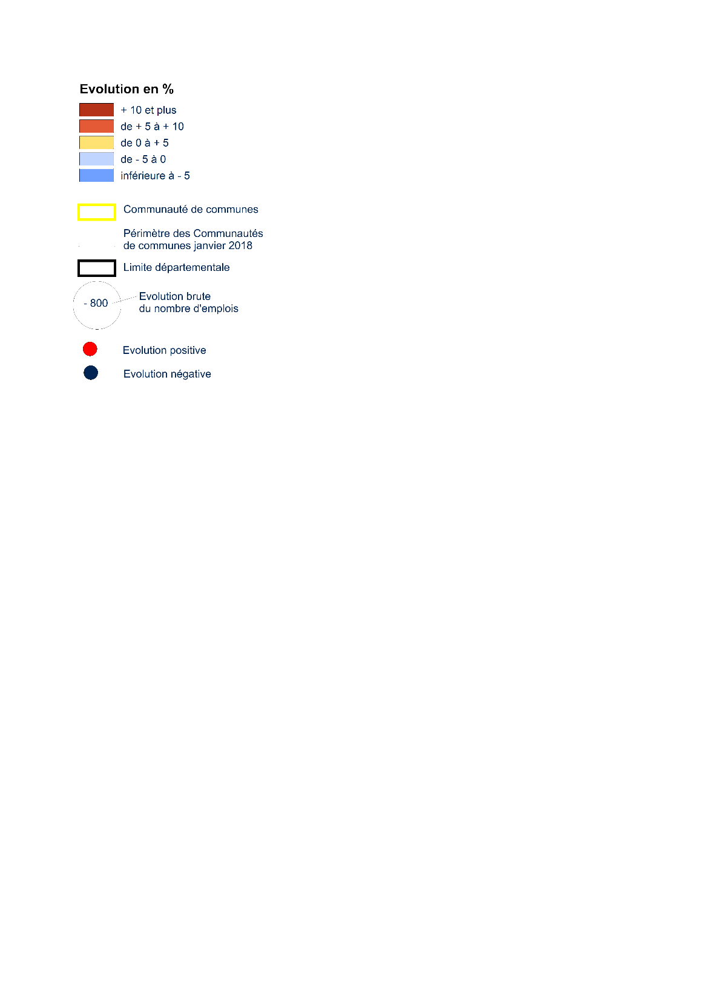 Evolution en %
+ 10 et plus
de + 5 à + 10
de 0 à + 5
de - 5 à 0
inférieure à - 5
Communauté de communes
Périmètre des Communautés
de communes janvier 2018
Limite départementale
- 800
Evolution brute
du nombre d'emplois
Evolution positive
Evolution négative